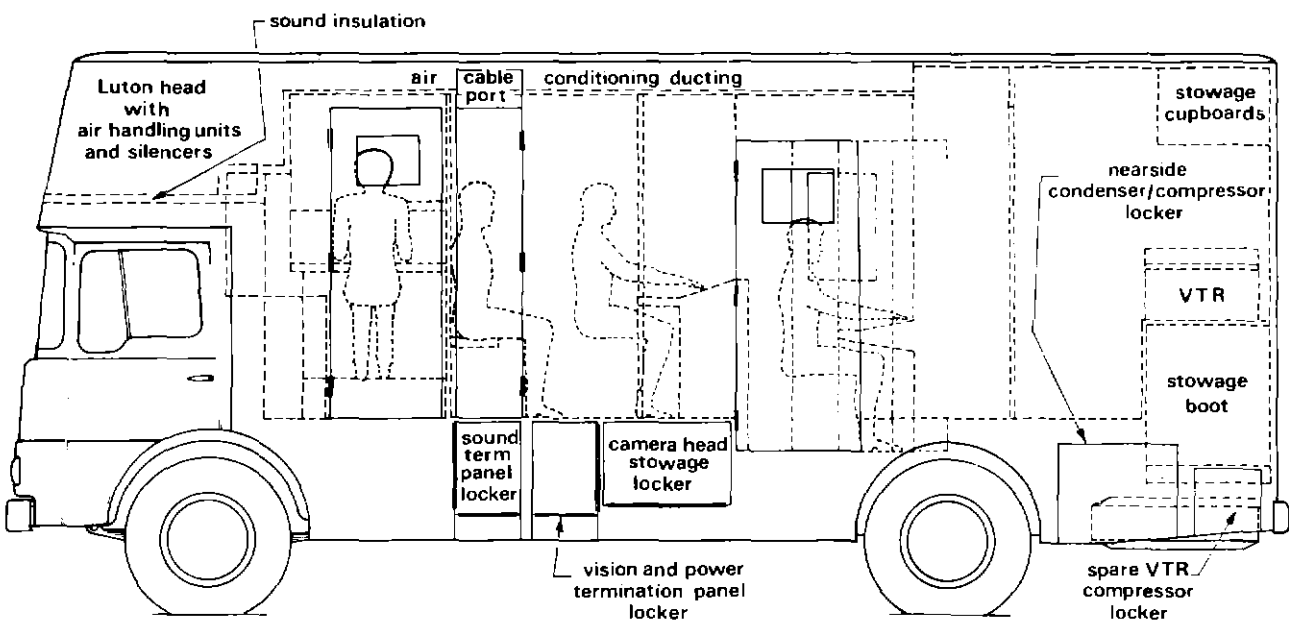 sound insulation
Luton head
with
air handling units
and silencers
air cable conditioning ducting
port
stowage
cupboards
nearside
condenser/compressor
locker
VTR
stowage
boot
sound
term
panel
locker
camera head
stowage
locker
vision and power
termination panel
locker
spare VTR
compressor
locker